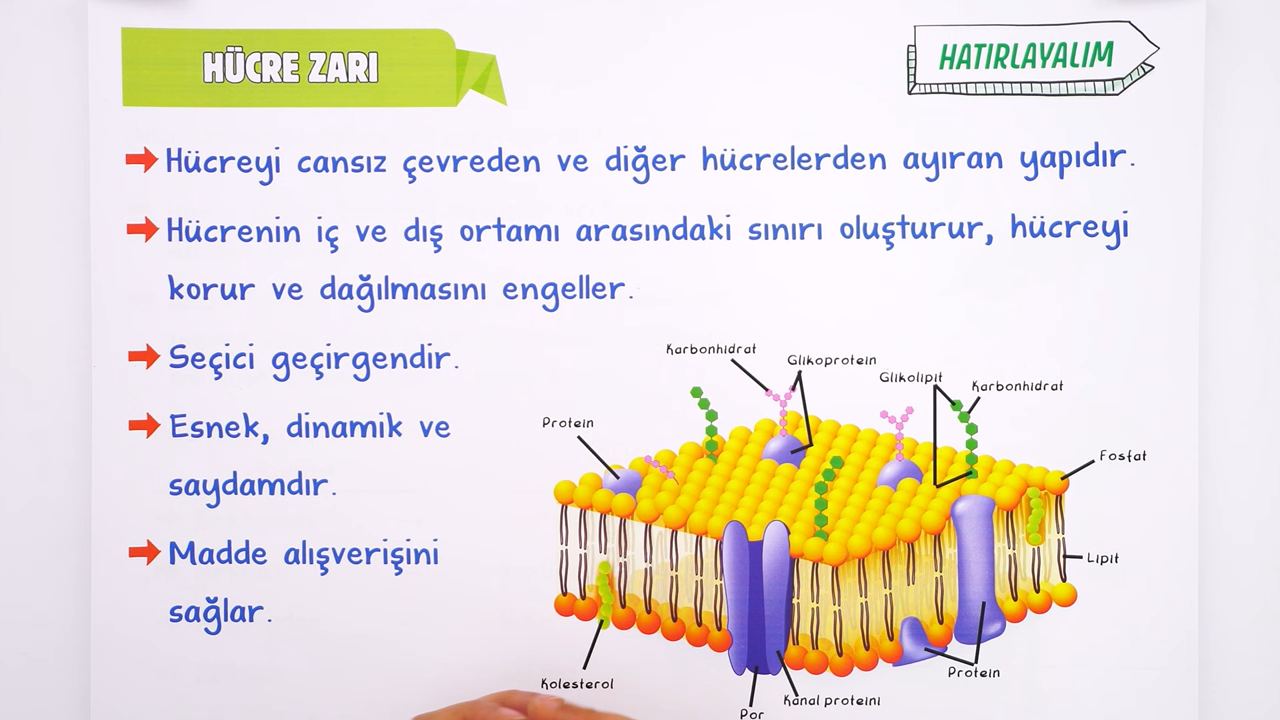 HÜCRE ZARI
HATIRLAYALIM
Hücreyi cansız çevreden ve diğer hücrelerden ayıran yapıdır.
Hücrenin iç ve dış ortamı arasındaki sınırı oluşturur, hücreyi
korur ve dağılmasını engeller.
Seçici geçirgendir.
Esnek, dinamik ve
saydamdır.
Madde alışverişini
sağlar.
Karbonhidrat
Glikoprotein
Glikolipit
Karbonhidrat
Protein
Fosfat
Lipit
Kolesterol
Por
Kanal proteini
Protein